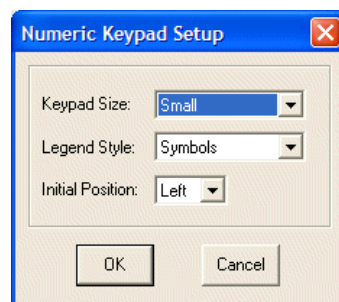 Numeric Keypad Setup
Keypad Size: Small
Legend Style: Symbols
Initial Position: Left
OK Cancel